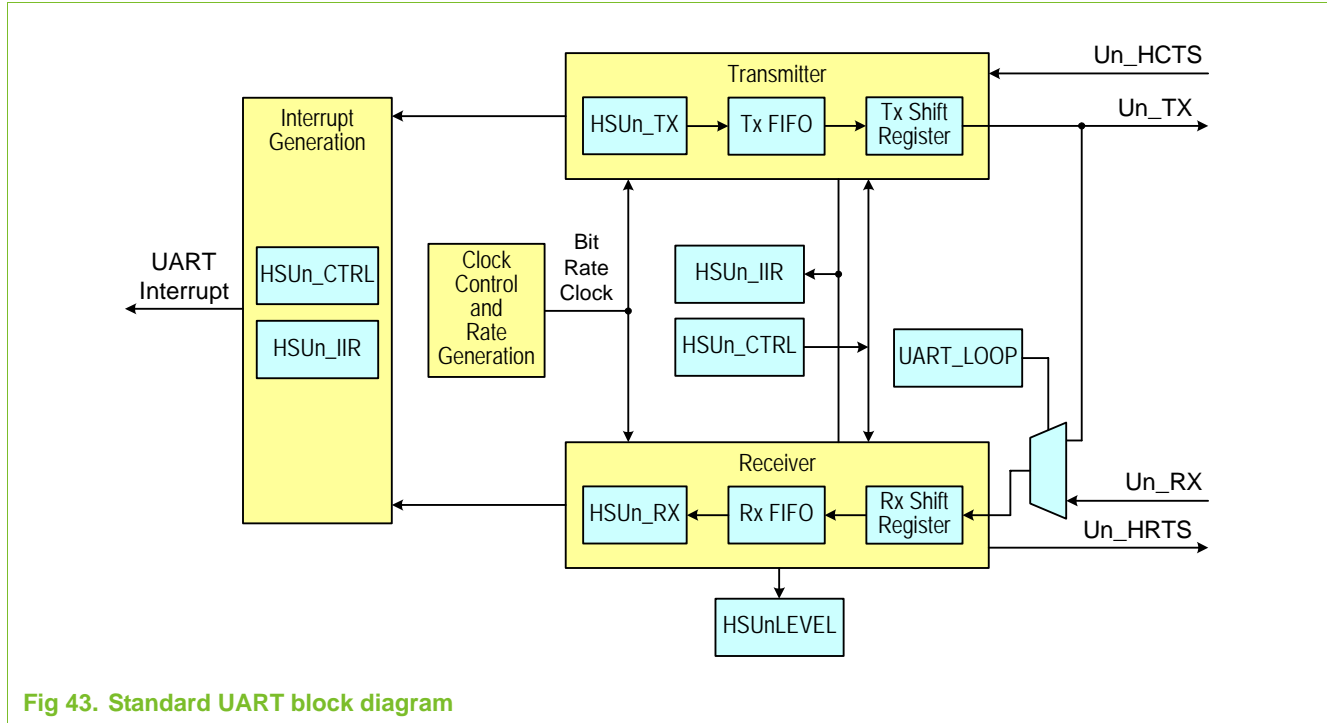 Transmitter
HSUn_TX
Tx FIFO
Tx Shift
Register
Un_HCTS
Un_TX
Interrupt
Generation
HSUn_CTRL
HSUn_IIR
UART
Interrupt
Clock
Control
and
Rate
Generation
Bit
Rate
Clock
HSUn_IIR
HSUn_CTRL
UART_LOOP
Receiver
HSUn_RX
Rx FIFO
Rx Shift
Register
Un_RX
Un_HRTS
HSUnLEVEL
Fig 43. Standard UART block diagram